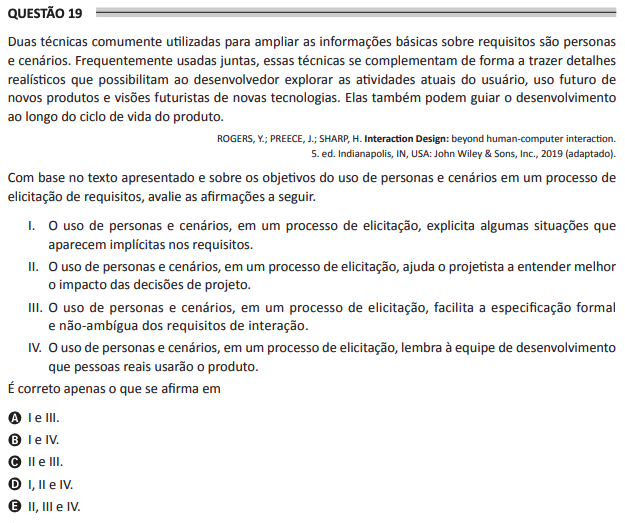 QUESTÃO 19
Duas técnicas comumente utilizadas para ampliar as informações básicas sobre requisitos são personas
e cenários. Frequentemente usadas juntas, essas técnicas se complementam de forma a trazer detalhes
realísticos que possibilitam ao desenvolvedor explorar as atividades atuais do usuário, uso futuro de
novos produtos e visões futuristas de novas tecnologias. Elas também podem guiar o desenvolvimento
ao longo do ciclo de vida do produto.
ROGERS, Y.; PREECE, J.; SHARP, H. Interaction Design: beyond human-computer interaction.
5. ed. Indianapolis, IN, USA: John Wiley & Sons, Inc., 2019 (adaptado).
Com base no texto apresentado e sobre os objetivos do uso de personas e cenários em um processo de
elicitação de requisitos, avalie as afirmações a seguir.
I. O uso de personas e cenários, em um processo de elicitação, explicita algumas situações que
aparecem implícitas nos requisitos.
II. O uso de personas e cenários, em um processo de elicitação, ajuda o projetista a entender melhor
o impacto das decisões de projeto.
III. O uso de personas e cenários, em um processo de elicitação, facilita a especificação formal
e não-ambígua dos requisitos de interação.
IV. O uso de personas e cenários, em um processo de elicitação, lembra à equipe de desenvolvimento
que pessoas reais usarão o produto.
É correto apenas o que se afirma em
A I e III.
B I e IV.
C II e III.
D I, II e IV.
E II, III e IV.